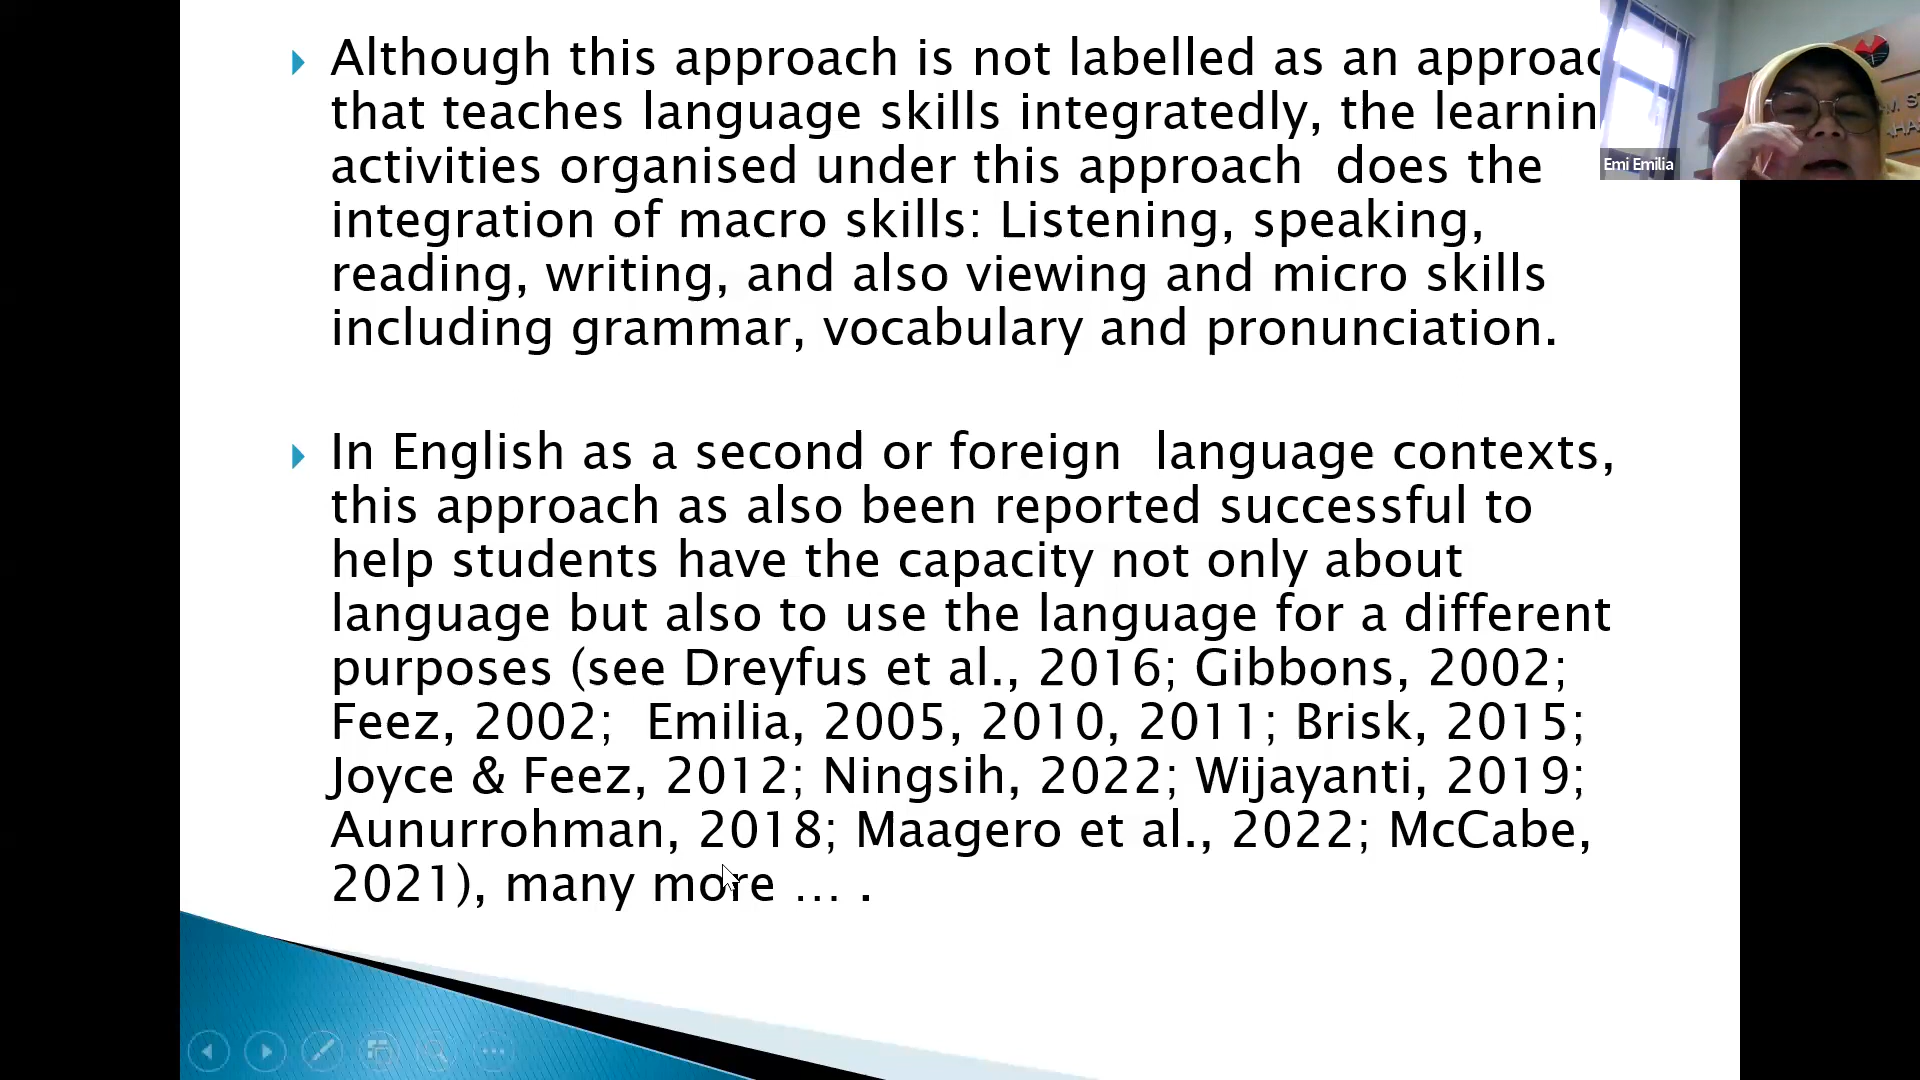 Although this approach is not labelled as an approac
that teaches language skills integratedly, the learnin
activities organised under this approach does the
integration of macro skills: Listening, speaking,
reading, writing, and also viewing and micro skills
including grammar, vocabulary and pronunciation.
In English as a second or foreign language contexts,
this approach as also been reported successful to
help students have the capacity not only about
language but also to use the language for a different
purposes (see Dreyfus et al., 2016; Gibbons, 2002;
Feez, 2002; Emilia, 2005, 2010, 2011; Brisk, 2015;
Joyce & Feez, 2012; Ningsih, 2022; Wijayanti, 2019;
Aunurrohman, 2018; Maagero et al., 2022; McCabe,
2021), many more ... .
Emi Emilia